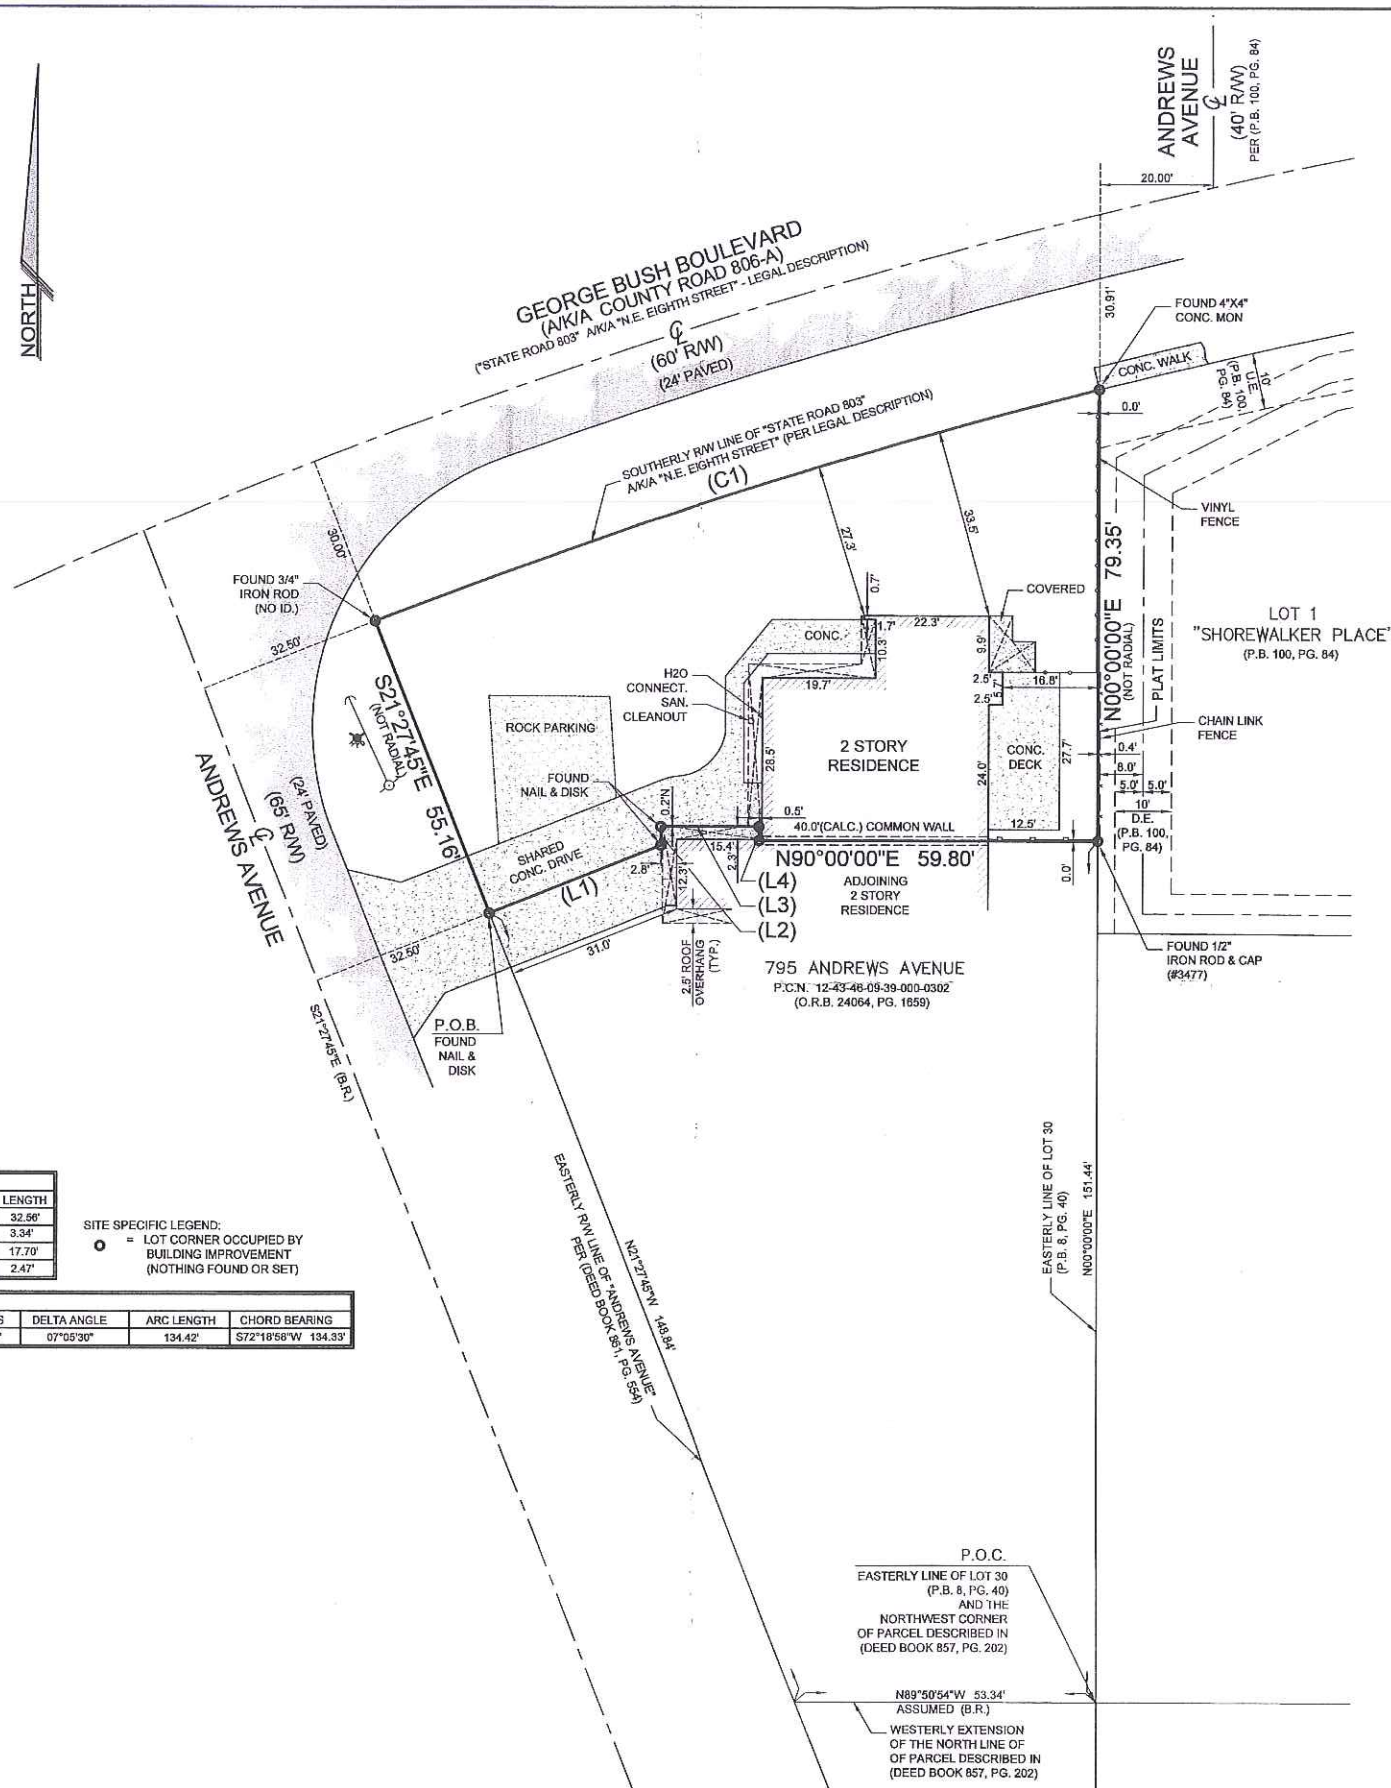 NORTH
ANDREWS
AVENUE
(40' R/W)
PER (P.B. 100, PG. 84)
20.00'
30.91'
GEORGE BUSH BOULEVARD
(A/K/A COUNTY ROAD 806-A)
("STATE ROAD 803" A/K/A "N.E. EIGHTH STREET" - LEGAL DESCRIPTION)
(60' R/W)
(24' PAVED)
FOUND 4"X4"
CONC. MON
CONC. WALK
10'
U.E.
(P.B. 100,
PG. 84)
0.0'
SOUTHERLY R/W LINE OF "STATE ROAD 803"
A/K/A "N.E. EIGHTH STREET" (PER LEGAL DESCRIPTION)
(C1)
VINYL
FENCE
30.00'
27.3'
33.5'
FOUND 3/4"
IRON ROD
(NO ID.)
32.50'
0.7'
COVERED
N00°00'00"E 79.35'
(NOT RADIAL)
PLAT LIMITS
LOT 1
"SHOREWALKER PLACE"
(P.B. 100, PG. 84)
CONC.
1.7'
22.3'
10.3'
9.9'
19.7'
2.5'
16.8'
5.7'
2.5'
H2O
CONNECT.
SAN.
CLEANOUT
S21°27'45"E 55.16'
(NOT RADIAL)
ROCK PARKING
2 STORY
RESIDENCE
CONC.
DECK
28.5'
24.0'
27.7'
CHAIN LINK
FENCE
0.4'
8.0'
5.0'
5.0'
10'
D.E.
(P.B. 100,
PG. 84)
FOUND
NAIL & DISK
0.2'N
0.5'
40.0'(CALC.) COMMON WALL
12.5'
ANDREWS AVENUE
(65' R/W)
(24' PAVED)
SHARED
CONC. DRIVE
(L1)
2.8'
15.4'
2.3'
12.3'
N90°00'00"E 59.80'
0.0'
(L4)
(L3)
(L2)
ADJOINING
2 STORY
RESIDENCE
32.50'
31.0'
2.5' ROOF
OVERHANG
(TYP.)
795 ANDREWS AVENUE
P.C.N. 12-43-46-09-39-000-0302
(O.R.B. 24064, PG. 1659)
FOUND 1/2"
IRON ROD & CAP
(#3477)
P.O.B.
FOUND
NAIL &
DISK
S21°27'45"E (B.R.)
EASTERLY R/W LINE OF "ANDREWS AVENUE"
PER (DEED BOOK 861, PG. 554)
N21°27'45"W 148.84'
EASTERLY LINE OF LOT 30
(P.B. 8, PG. 40)
N00°00'00"E 151.44'
LENGTH
32.56'
3.34'
17.70'
2.47'
SITE SPECIFIC LEGEND:
= LOT CORNER OCCUPIED BY
BUILDING IMPROVEMENT
(NOTHING FOUND OR SET)
DELTA ANGLE ARC LENGTH CHORD BEARING
07°05'30" 134.42' S72°18'58"W 134.33'
P.O.C.
EASTERLY LINE OF LOT 30
(P.B. 8, PG. 40)
AND THE
NORTHWEST CORNER
OF PARCEL DESCRIBED IN
(DEED BOOK 857, PG. 202)
N89°50'54"W 53.34'
ASSUMED (B.R.)
WESTERLY EXTENSION
OF THE NORTH LINE OF
OF PARCEL DESCRIBED IN
(DEED BOOK 857, PG. 202)